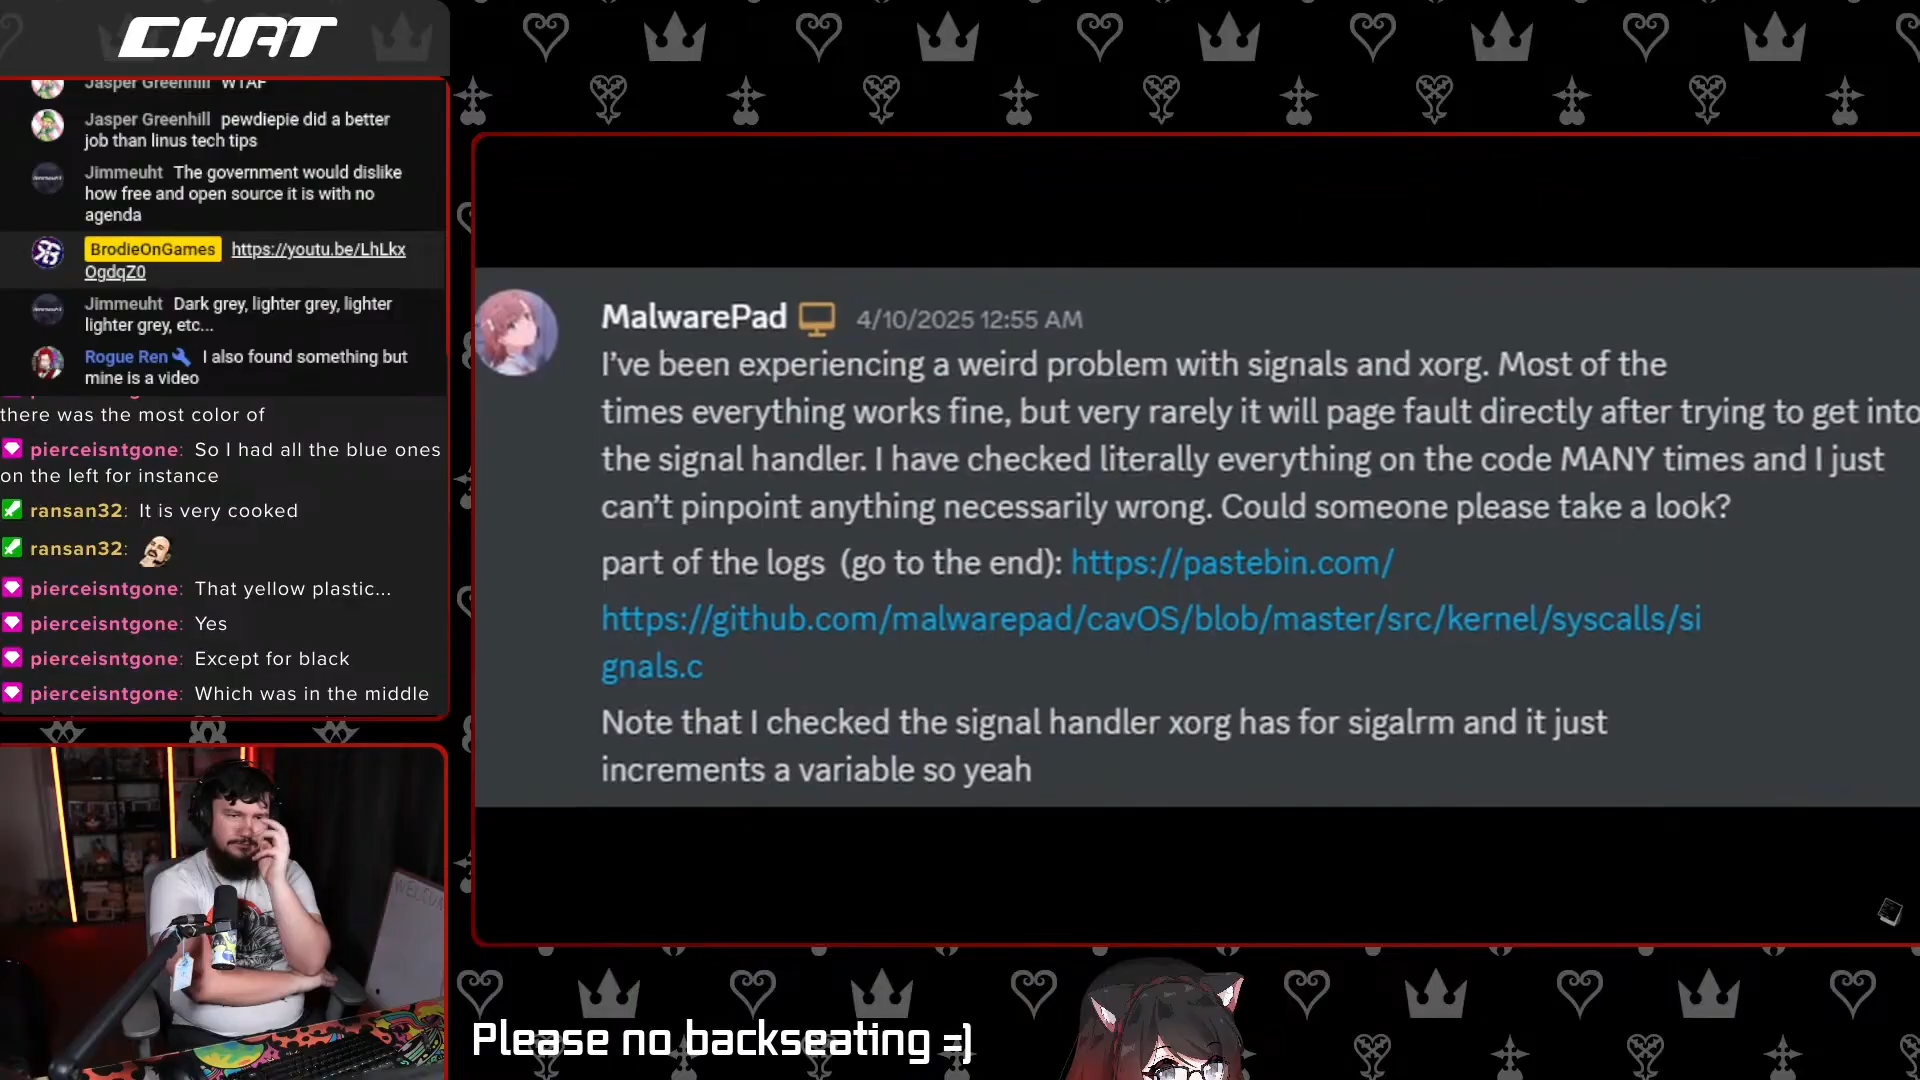 CHAT
Jasper Greenhill WTAF
Jasper Greenhill pewdiepie did a better
job than linus tech tips
Jimmeuht The government would dislike
how free and open source it is with no
agenda
BrodieOnGames https://youtu.be/LhLkx
OgdqZ0
Jimmeuht Dark grey, lighter grey, lighter
lighter grey, etc...
Rogue Ren I also found something but
mine is a video
there was the most color of
pierceisntgone: So I had all the blue ones
on the left for instance
ransan32: It is very cooked
ransan32:
pierceisntgone: That yellow plastic...
pierceisntgone: Yes
pierceisntgone: Except for black
pierceisntgone: Which was in the middle
MalwarePad 4/10/2025 12:55 AM
I've been experiencing a weird problem with signals and xorg. Most of the
times everything works fine, but very rarely it will page fault directly after trying to get into
the signal handler. I have checked literally everything on the code MANY times and I just
can't pinpoint anything necessarily wrong. Could someone please take a look?
part of the logs (go to the end): https://pastebin.com/
https://github.com/malwarepad/cavOS/blob/master/src/kernel/syscalls/si
gnals.c
Note that I checked the signal handler xorg has for sigalrm and it just
increments a variable so yeah
Please no backseating =)